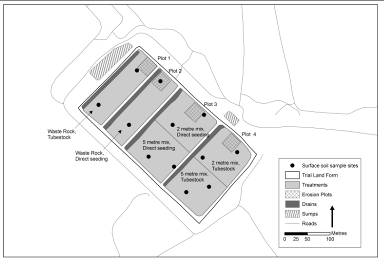 Plot 1
Plot 2
Plot 3
Plot 4
Waste Rock,
Tubestock
Waste Rock,
Direct seeding
2 metre mix,
Direct seeding
5 metre mix,
Direct seeding
2 metre mix,
Tubestock
5 metre mix,
Tubestock
Surface soil sample sites
Trial Land Form
Treatments
Erosion Plots
Drains
Sumps
Roads
Metres
0 25 50 100